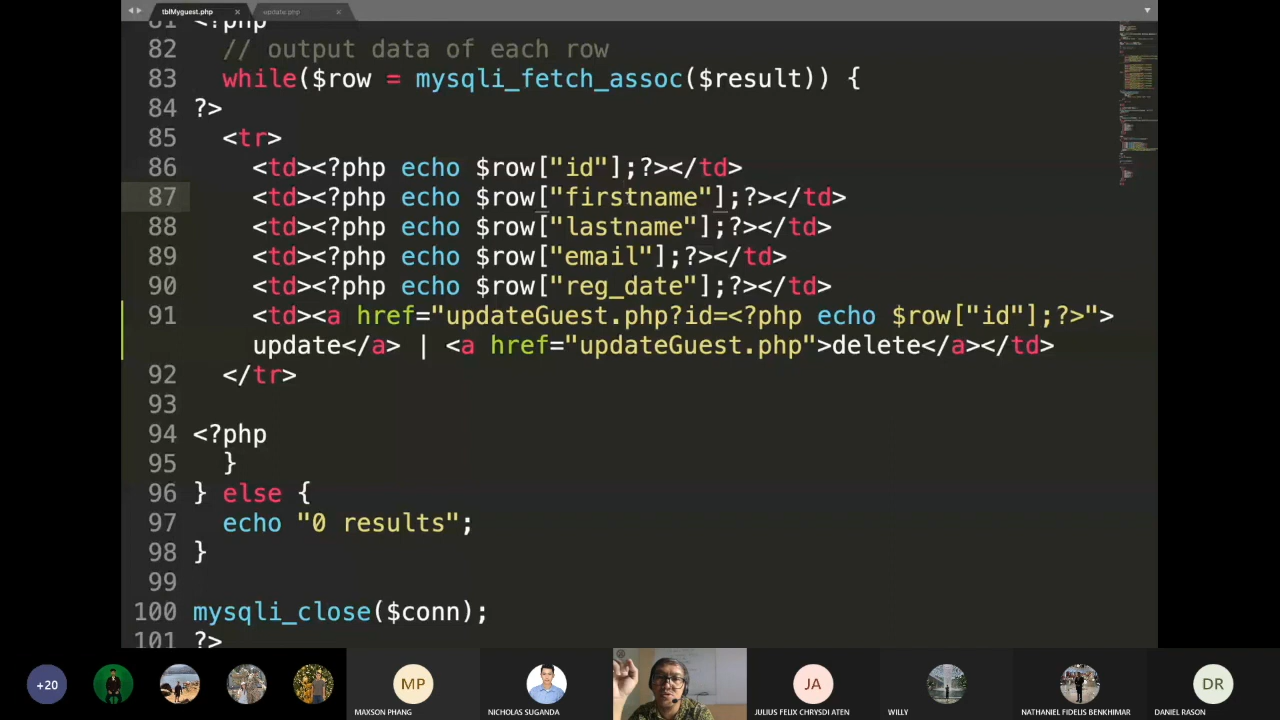 tblMyguest.php
update.php
81 <?php
82 // output data of each row
83 while($row = mysqli_fetch_assoc($result)) {
84 ?>
85 <tr>
86 <td><?php echo $row["id"];?></td>
87 <td><?php echo $row["firstname"];?></td>
88 <td><?php echo $row["lastname"];?></td>
89 <td><?php echo $row["email"];?></td>
90 <td><?php echo $row["reg_date"];?></td>
91 <td><a href="updateGuest.php?id=<?php echo $row["id"];?>">
update</a> | <a href="updateGuest.php">delete</a></td>
92 </tr>
93
94 <?php
95 }
96 } else {
97 echo "0 results";
98 }
99
100 mysqli_close($conn);
101 ?>
+20
MP
JA
DR
MAXSON PHANG
NICHOLAS SUGANDA
JULIUS FELIX CHRYSDI ATEN
WILLY
NATHANIEL FIDELIS BENKHIMAR
DANIEL RASON